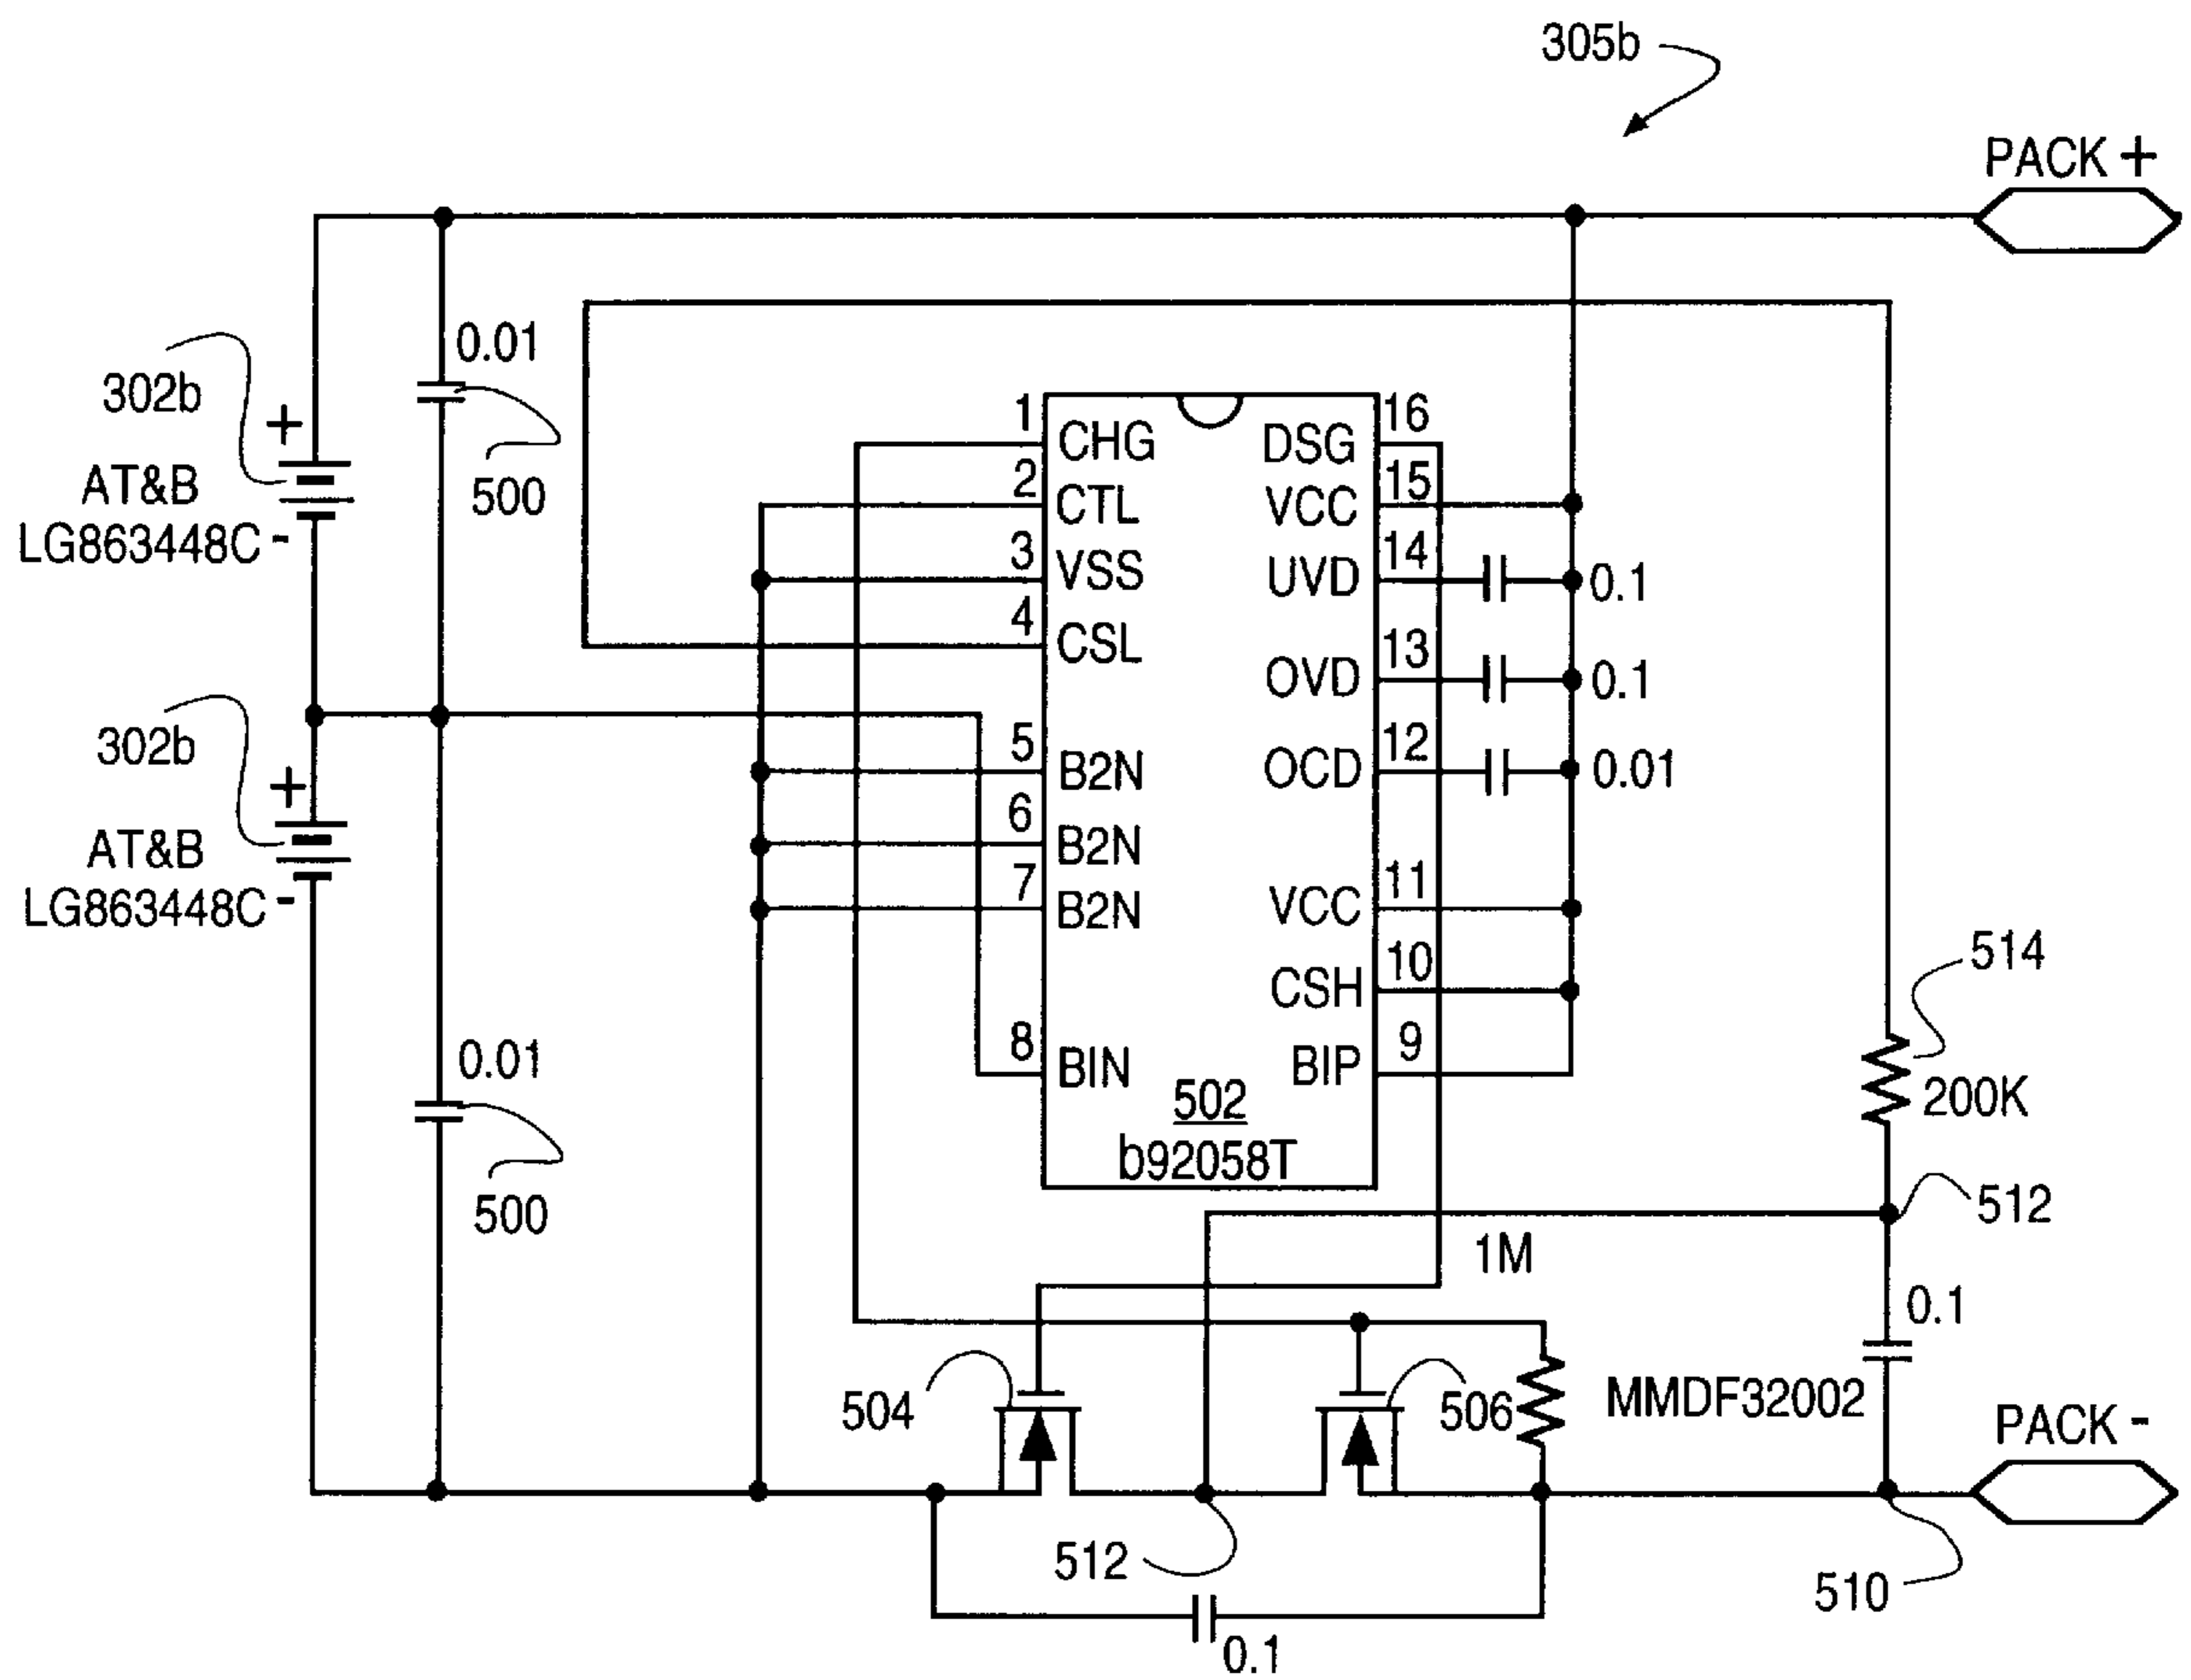 305b
PACK +
0.01
302b
+
AT&B
LG863448C -
500
1 CHG
2 CTL
3 VSS
4 CSL
5 B2N
6 B2N
7 B2N
8 BIN
16 DSG
15 VCC
14 UVD
13 OVD
12 OCD
11 VCC
10 CSH
9 BIP
502
b92058T
0.1
0.1
0.01
302b
+
AT&B
LG863448C -
0.01
500
514
200K
512
1M
0.1
504
506
MMDF32002
PACK -
512
510
0.1